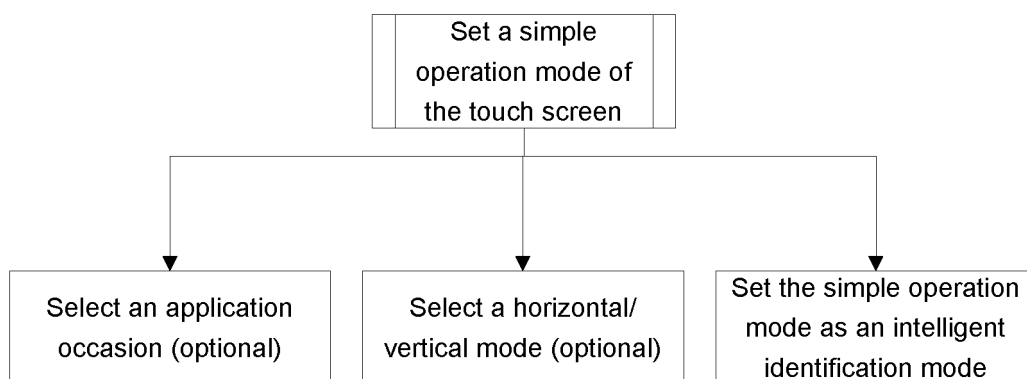 Set a simple
operation mode of
the touch screen
Select an application
occasion (optional)
Select a horizontal/
vertical mode (optional)
Set the simple operation
mode as an intelligent
identification mode